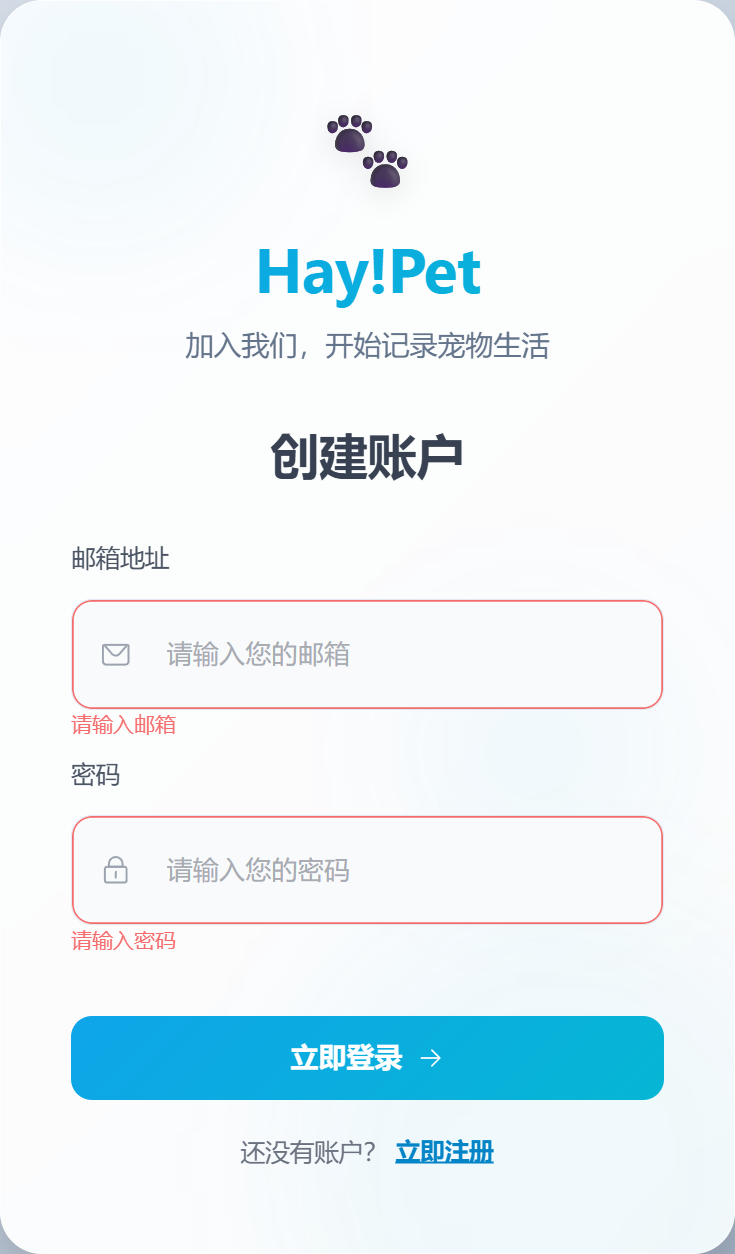 Hay!Pet
加入我们，开始记录宠物生活
创建账户
邮箱地址
请输入您的邮箱
请输入邮箱
密码
请输入您的密码
请输入密码
立即登录 →
还没有账户？ 立即注册